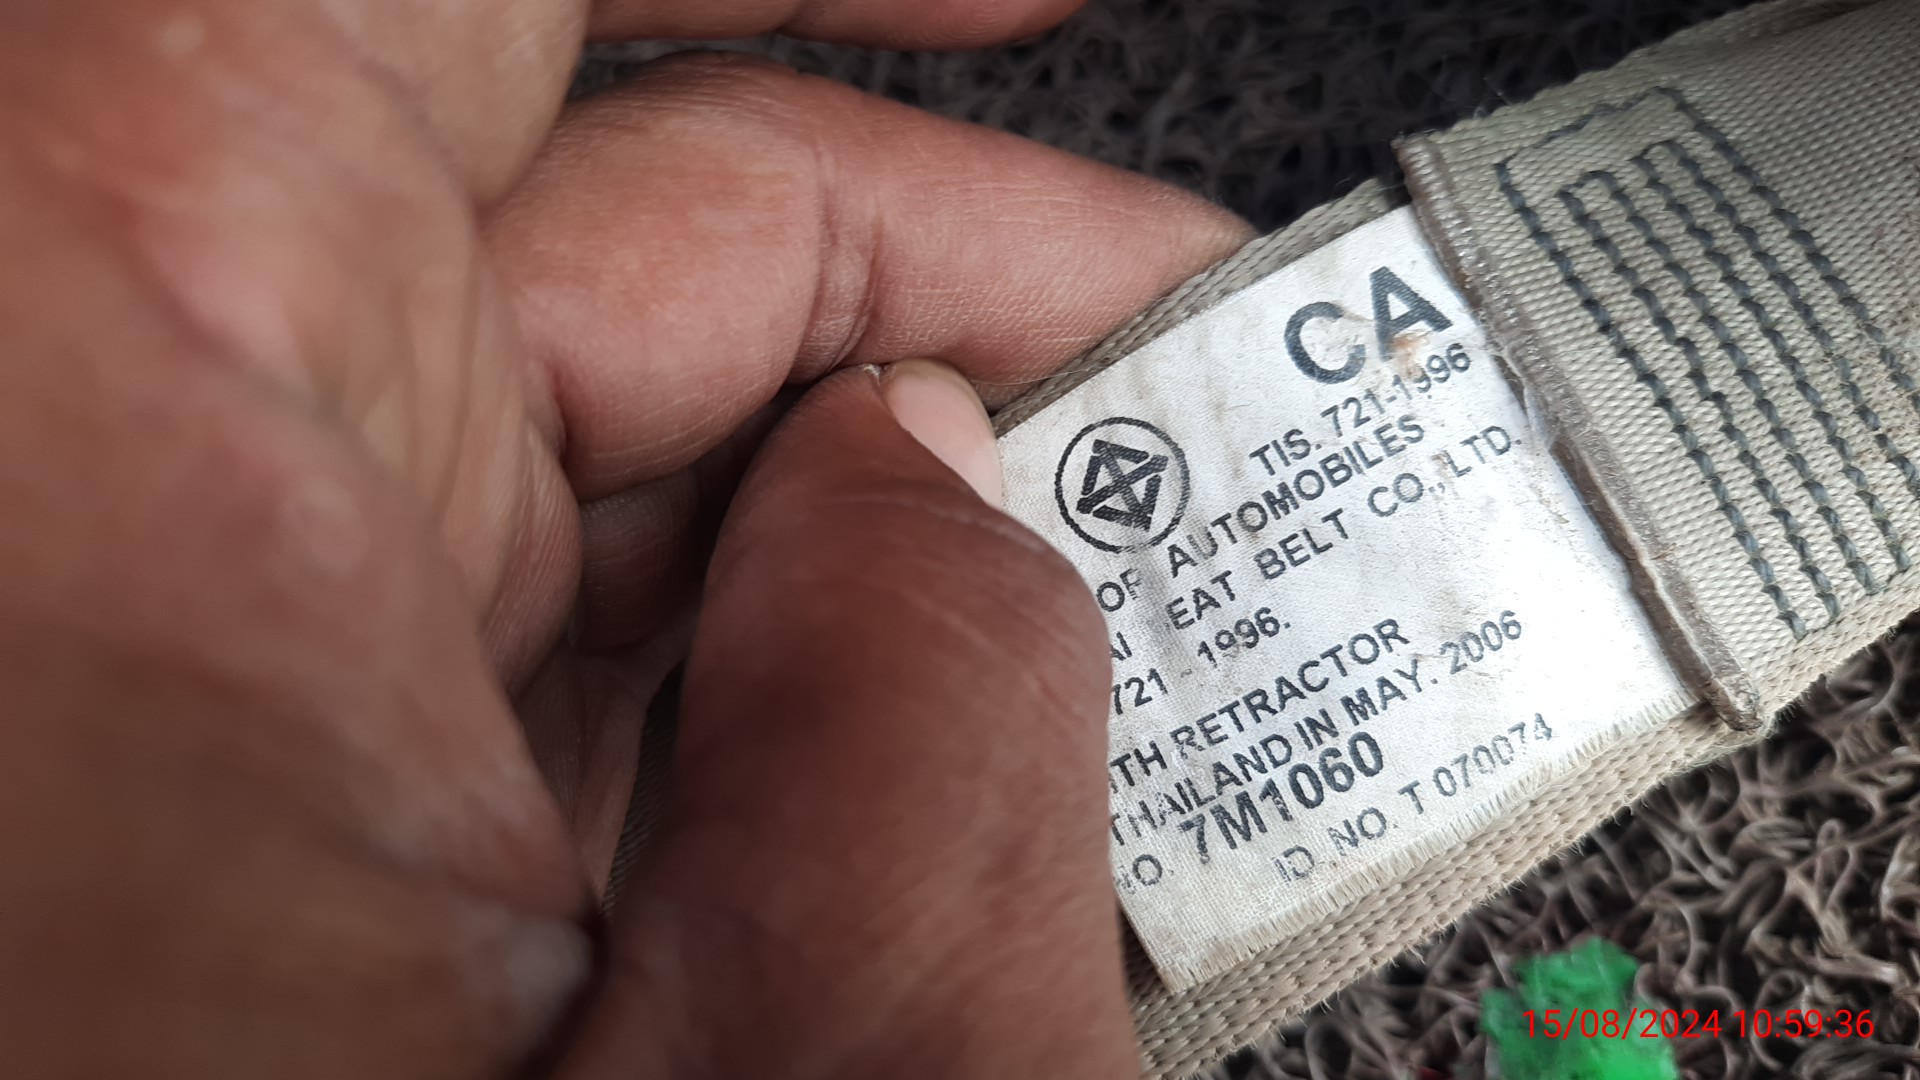 CA
TIS. 721-1996
OF AUTOMOBILES
EAT BELT CO., LTD.
721 - 1996.
TH RETRACTOR
THAILAND IN MAY. 2006
NO. 7M1060
ID NO. T 070074
15/08/2024 10:59:36